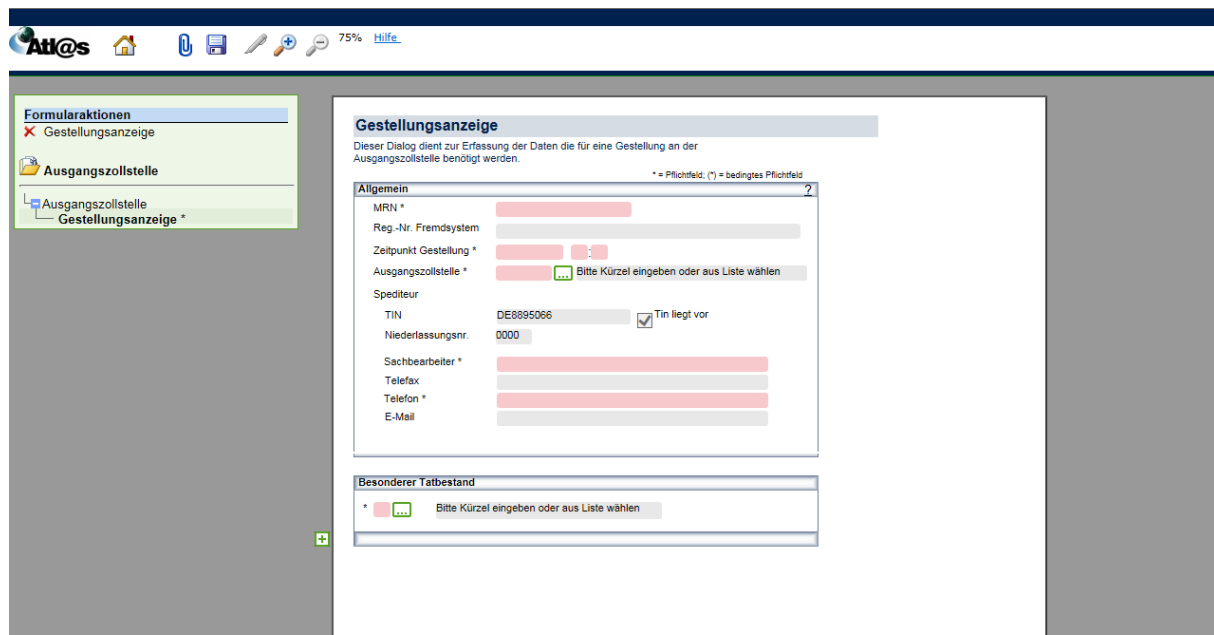 Atl@s
75% Hilfe
Formularaktionen
Gestellungsanzeige
Ausgangszollstelle
Ausgangszollstelle
Gestellungsanzeige *
Gestellungsanzeige
Dieser Dialog dient zur Erfassung der Daten die für eine Gestellung an der
Ausgangszollstelle benötigt werden.
* = Pflichtfeld; (*) = bedingtes Pflichtfeld
Allgemein ?
MRN *
Reg.-Nr. Fremdsystem
Zeitpunkt Gestellung * :
Ausgangszollstelle * ... Bitte Kürzel eingeben oder aus Liste wählen
Spediteur
TIN DE8895066 Tin liegt vor
Niederlassungsnr. 0000
Sachbearbeiter *
Telefax
Telefon *
E-Mail
Besonderer Tatbestand
* ... Bitte Kürzel eingeben oder aus Liste wählen